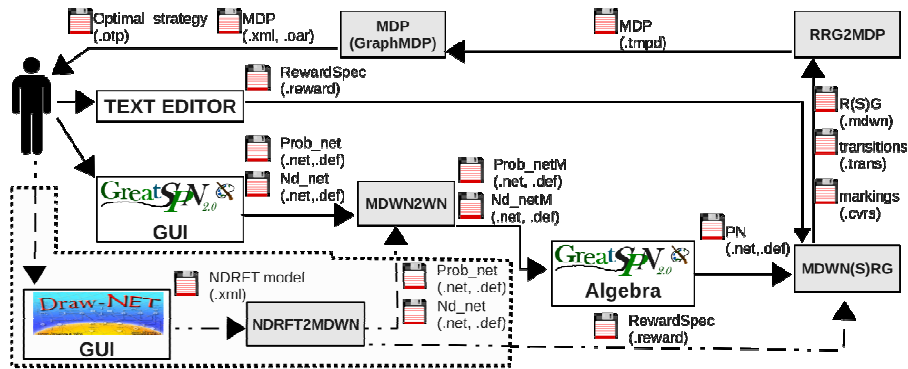 Optimal strategy
(.otp)
MDP
(.xml, .oar)
MDP
(GraphMDP)
MDP
(.tmpd)
RRG2MDP
RewardSpec
(.reward)
TEXT EDITOR
R(S)G
(.mdwn)
transitions
(.trans)
markings
(.cvrs)
Prob_net
(.net,.def)
Nd_net
(.net,.def)
GreatSPN 2.0
GUI
MDWN2WN
Prob_netM
(.net, .def)
Nd_netM
(.net, .def)
GreatSPN 2.0
Algebra
PN
(.net,.def)
MDWN(S)RG
NDRFT model
(.xml)
Draw-NET
GUI
NDRFT2MDWN
Prob_net
(.net, .def)
Nd_net
(.net, .def)
RewardSpec
(.reward)